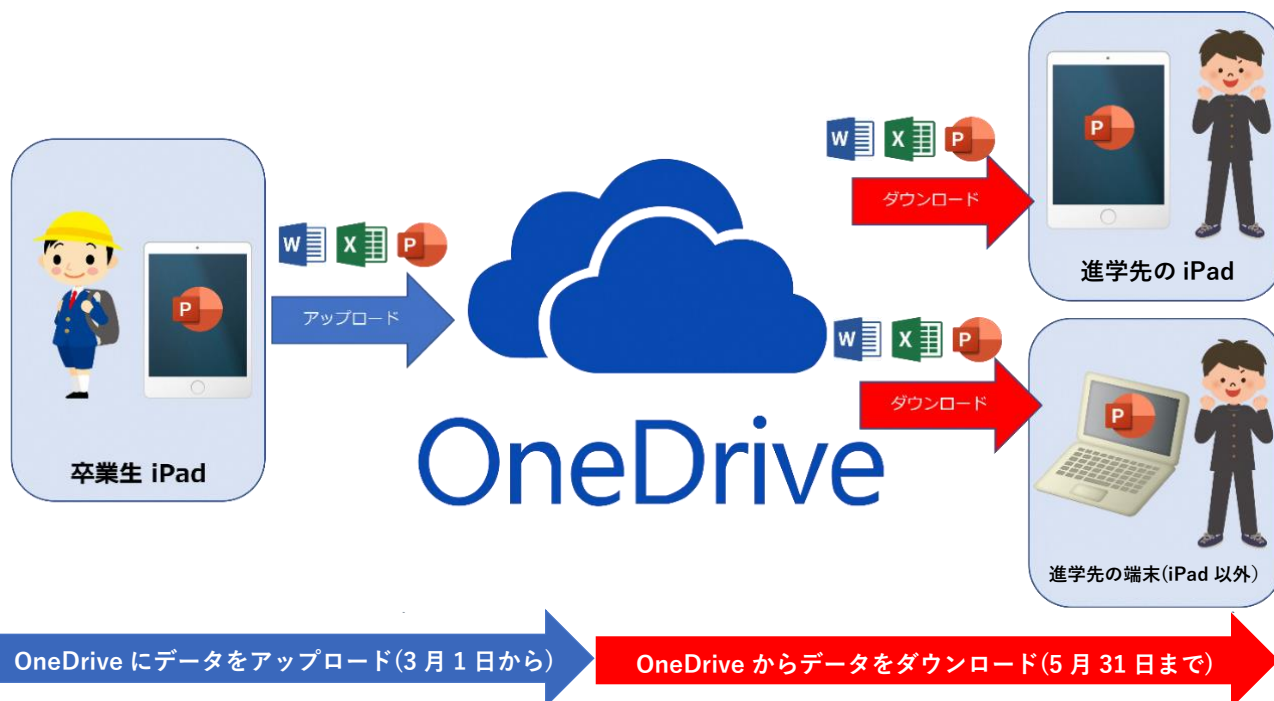 卒業生 iPad
W X P
P
アップロード
OneDrive
W X P
ダウンロード
P
進学先の iPad
W X P
ダウンロード
P
進学先の端末(iPad 以外)
OneDrive にデータをアップロード(3 月 1 日から)
OneDrive からデータをダウンロード(5 月 31 日まで)